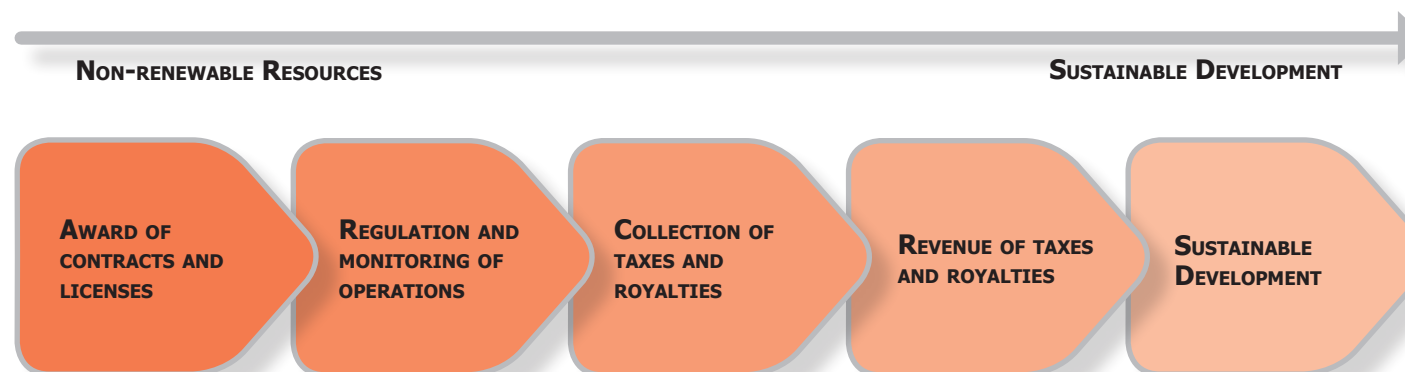 Non-renewable Resources
Sustainable Development
Award of
contracts and
licenses
Regulation and
monitoring of
operations
Collection of
taxes and
royalties
Revenue of taxes
and royalties
Sustainable
Development